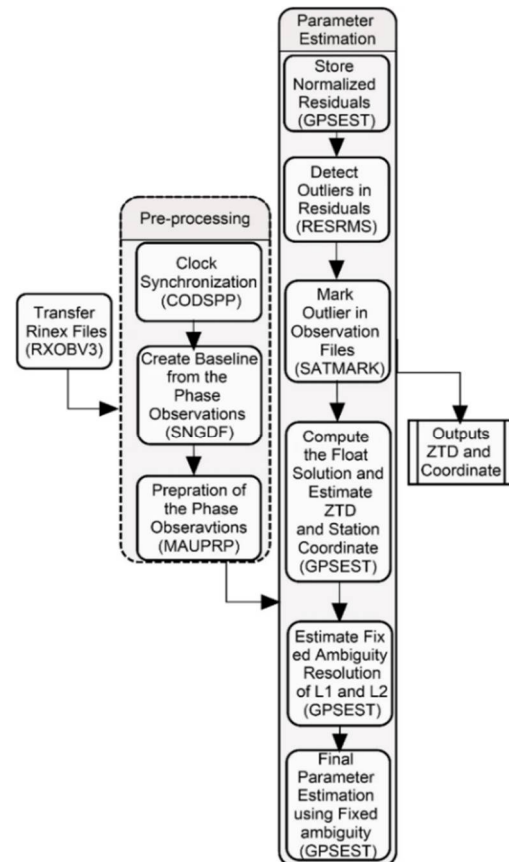 Transfer
Rinex Files
(RXOBV3)
Pre-processing
Clock
Synchronization
(CODSPP)
Create Baseline
from the
Phase
Observations
(SNGDF)
Prepration of
the Phase
Obseravtions
(MAUPRP)
Parameter
Estimation
Store
Normalized
Residuals
(GPSEST)
Detect
Outliers in
Residuals
(RESRMS)
Mark
Outlier in
Observation
Files
(SATMARK)
Compute
the Float
Solution and
Estimate
ZTD
and Station
Coordinate
(GPSEST)
Estimate Fix
ed Ambiguity
Resolution
of L1 and L2
(GPSEST)
Final
Parameter
Estimation
using Fixed
ambiguity
(GPSEST)
Outputs
ZTD and
Coordinate